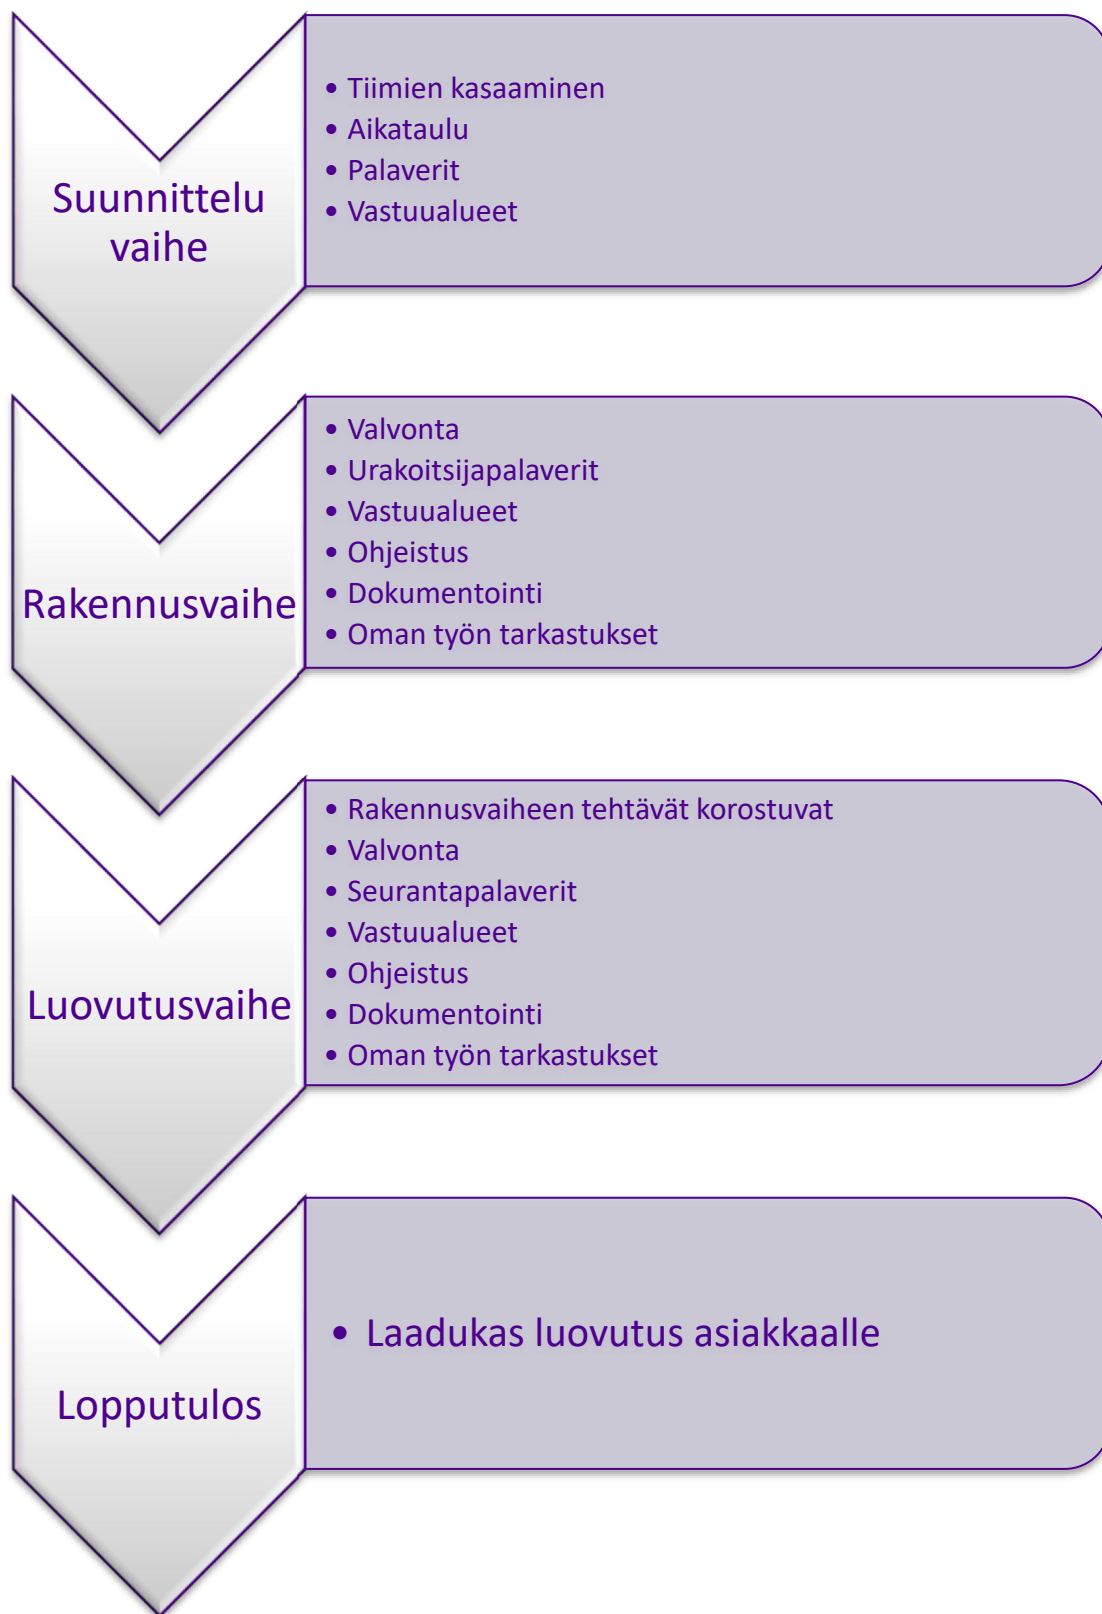 Suunnittelu
vaihe
• Tiimien kasaaminen
• Aikataulu
• Palaverit
• Vastuualueet
Rakennusvaihe
• Valvonta
• Urakoitsijapalaverit
• Vastuualueet
• Ohjeistus
• Dokumentointi
• Oman työn tarkastukset
Luovutusvaihe
• Rakennusvaiheen tehtävät korostuvat
• Valvonta
• Seurantapalaverit
• Vastuualueet
• Ohjeistus
• Dokumentointi
• Oman työn tarkastukset
Lopputulos
• Laadukas luovutus asiakkaalle